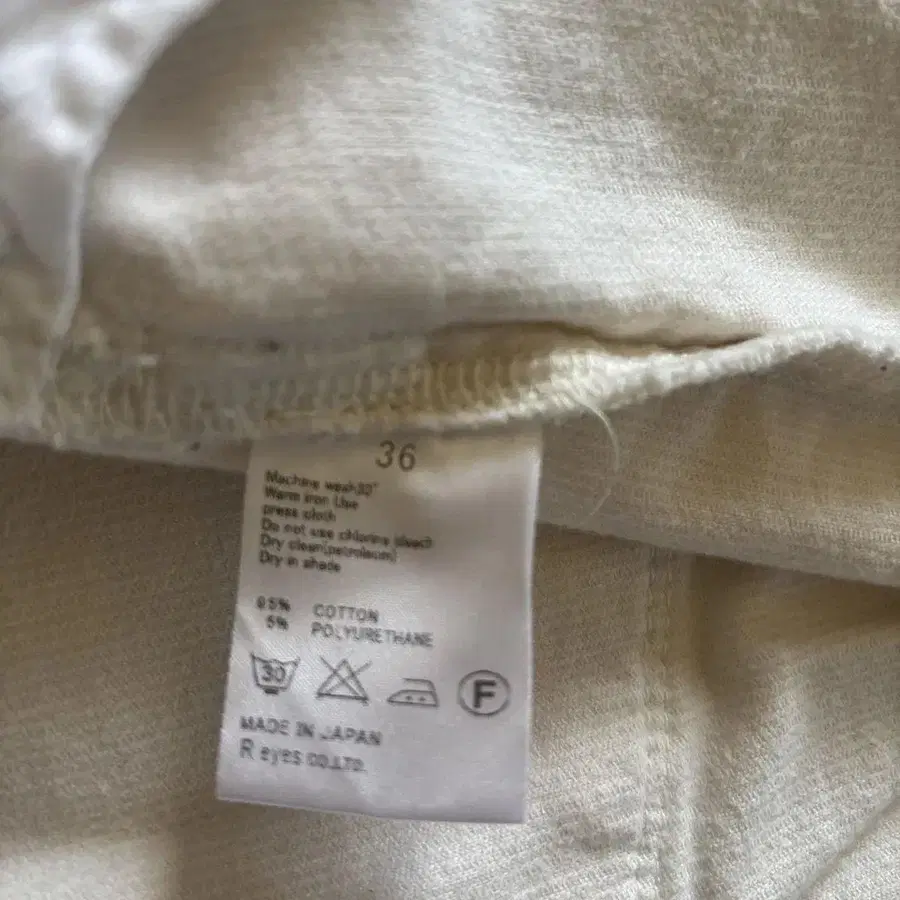 36
Machine wash30°
Warm iron Use
press cloth
Do not use chlorine bleach
Dry clean(petroleum)
Dry in shade
95% COTTON
5% POLYURETHANE
30 F
MADE IN JAPAN
R eyes CO.,LTD.